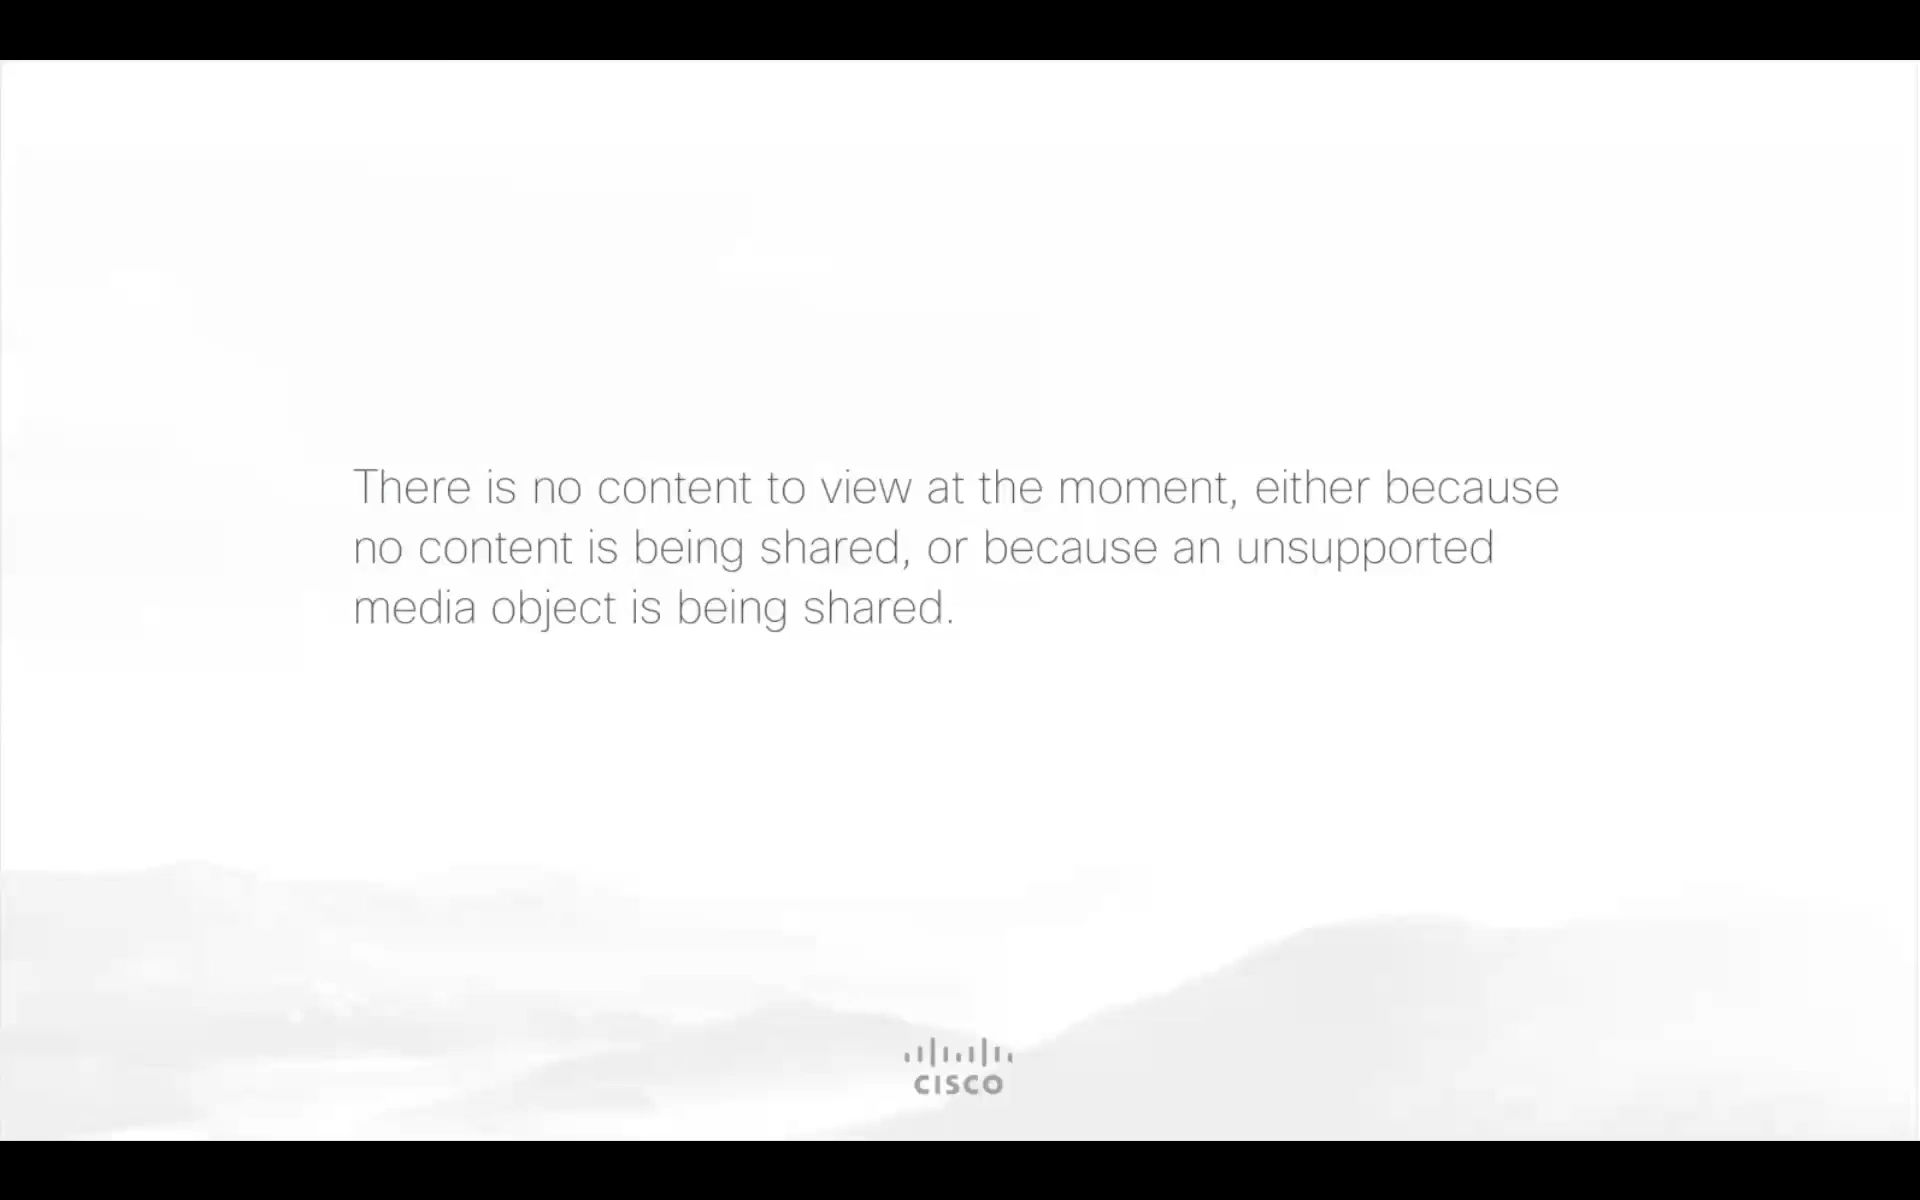 There is no content to view at the moment, either because
no content is being shared, or because an unsupported
media object is being shared.
CISCO